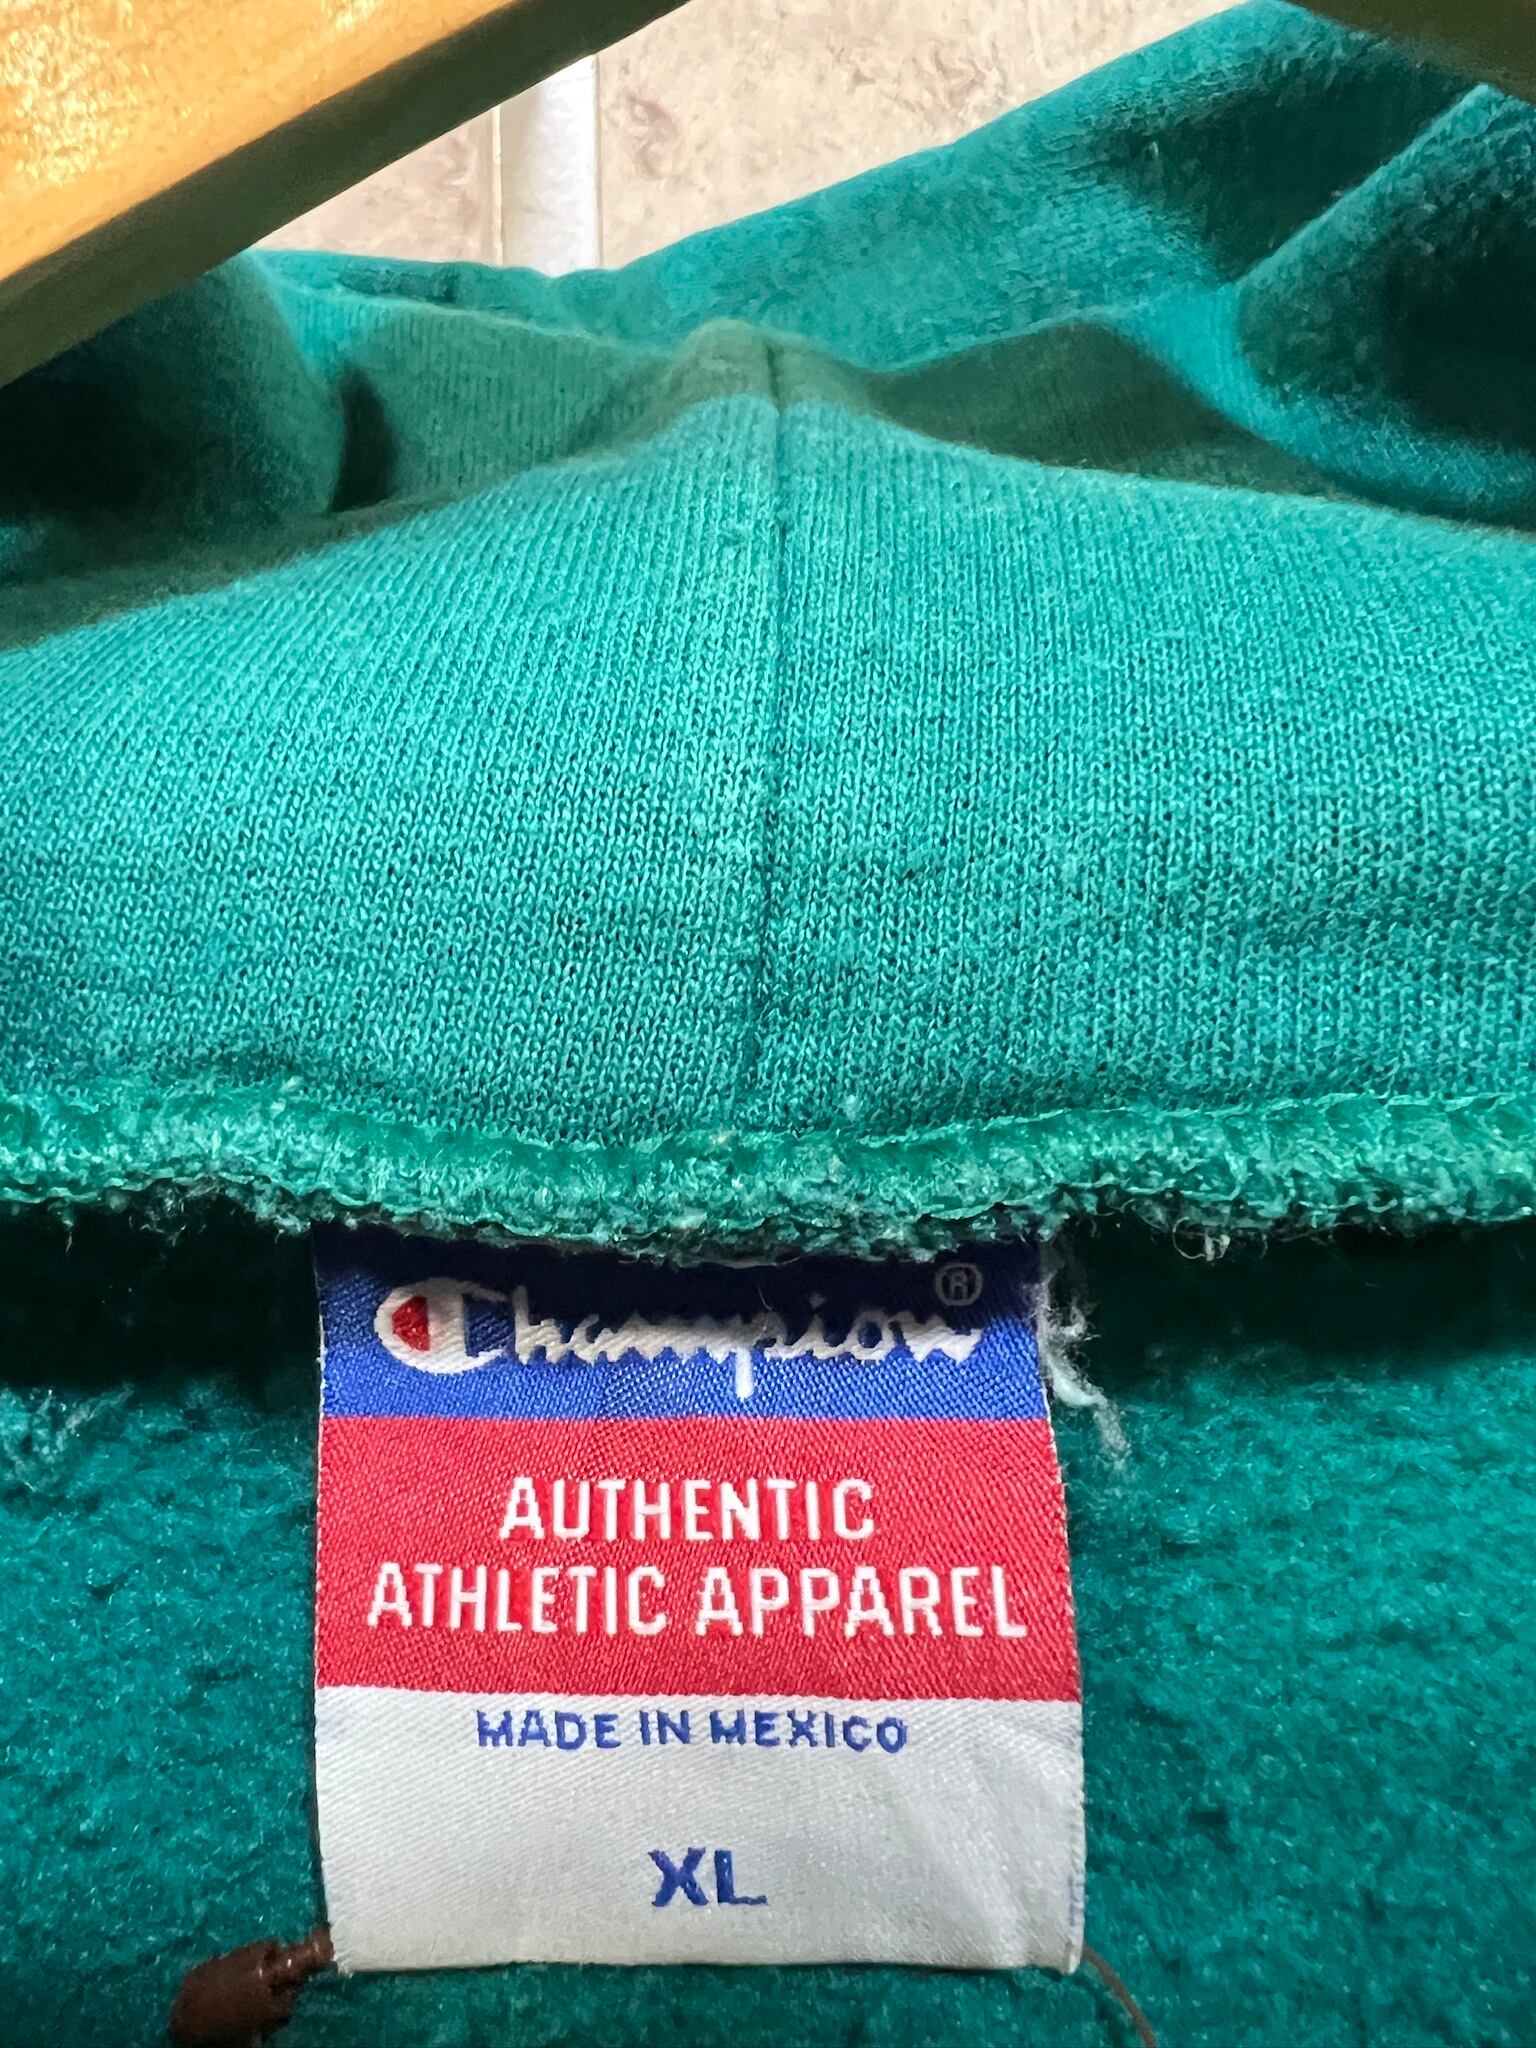 Champion®
AUTHENTIC
ATHLETIC APPAREL
MADE IN MEXICO
XL